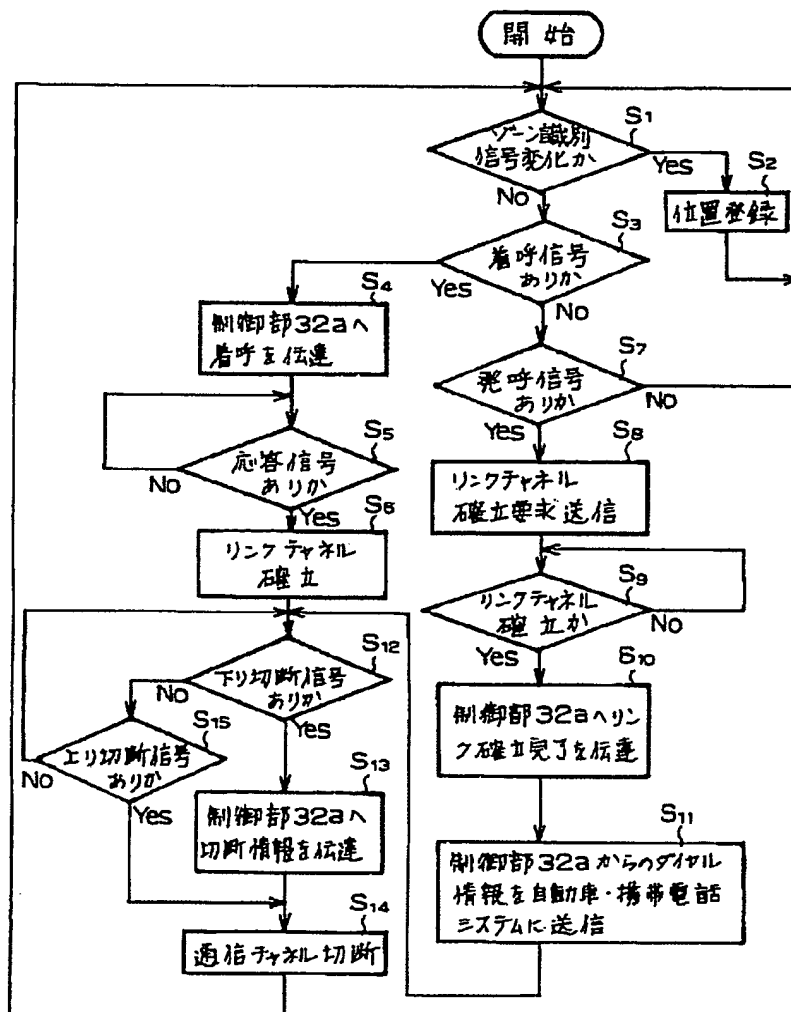 開始
S1
ゾーン識別
信号変化か
Yes
No
S2
位置登録
S3
着呼信号
ありか
Yes
No
S4
制御部32aへ
着呼を伝達
S7
発呼信号
ありか
No
Yes
S5
応答信号
ありか
No
Yes
S8
リンクチャネル
確立要求送信
S6
リンクチャネル
確立
S9
リンクチャネル
確立か
No
Yes
S12
下り切断信号
ありか
No
Yes
S10
制御部32aへリン
ク確立完了を伝達
S15
上り切断信号
ありか
No
Yes
S13
制御部32aへ
切断情報を伝達
S11
制御部32aからのダイヤル
情報を自動車・携帯電話
システムに送信
S14
通信チャネル切断